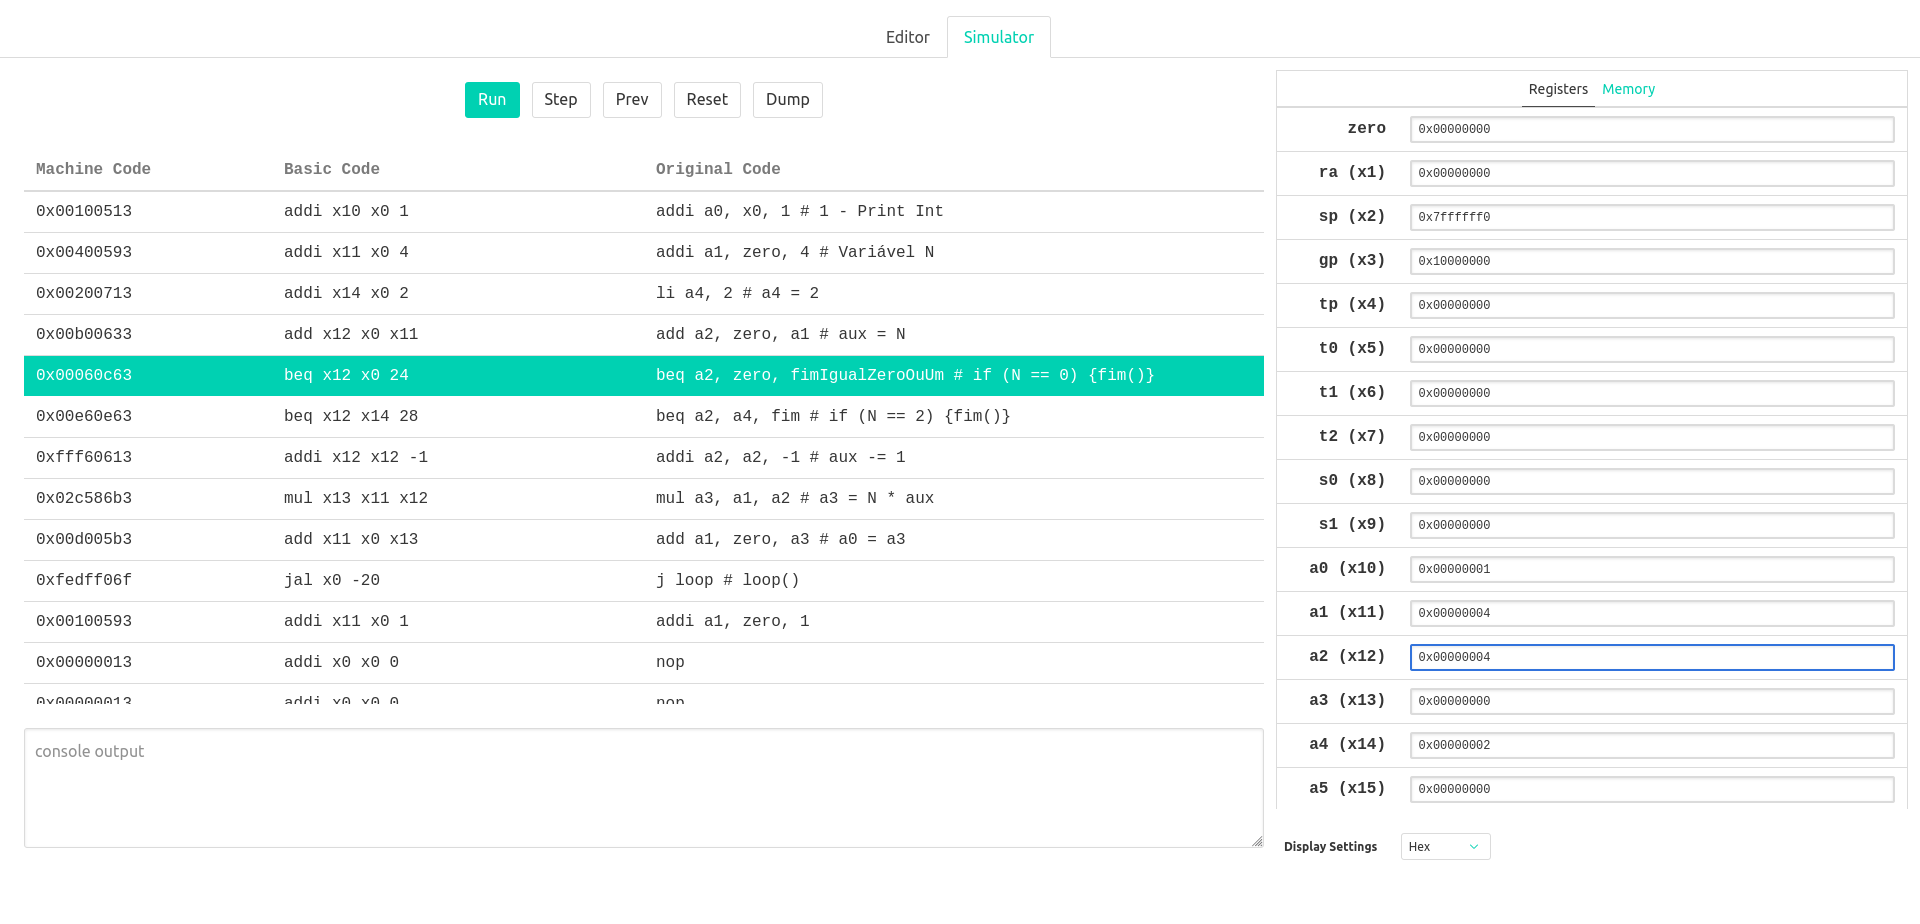 Editor Simulator
Run Step Prev Reset Dump
Machine Code Basic Code Original Code
0x00100513 addi x10 x0 1 addi a0, x0, 1 # 1 - Print Int
0x00400593 addi x11 x0 4 addi a1, zero, 4 # Variável N
0x00200713 addi x14 x0 2 li a4, 2 # a4 = 2
0x00b00633 add x12 x0 x11 add a2, zero, a1 # aux = N
0x00060c63 beq x12 x0 24 beq a2, zero, fimIgualZeroOuUm # if (N == 0) {fim()}
0x00e60e63 beq x12 x14 28 beq a2, a4, fim # if (N == 2) {fim()}
0xfff60613 addi x12 x12 -1 addi a2, a2, -1 # aux -= 1
0x02c586b3 mul x13 x11 x12 mul a3, a1, a2 # a3 = N * aux
0x00d005b3 add x11 x0 x13 add a1, zero, a3 # a0 = a3
0xfedff06f jal x0 -20 j loop # loop()
0x00100593 addi x11 x0 1 addi a1, zero, 1
0x00000013 addi x0 x0 0 nop
0x00000013 addi x0 x0 0 nop
console output
Registers Memory
zero 0x00000000
ra (x1) 0x00000000
sp (x2) 0x7ffffff0
gp (x3) 0x10000000
tp (x4) 0x00000000
t0 (x5) 0x00000000
t1 (x6) 0x00000000
t2 (x7) 0x00000000
s0 (x8) 0x00000000
s1 (x9) 0x00000000
a0 (x10) 0x00000001
a1 (x11) 0x00000004
a2 (x12) 0x00000004
a3 (x13) 0x00000000
a4 (x14) 0x00000002
a5 (x15) 0x00000000
Display Settings Hex